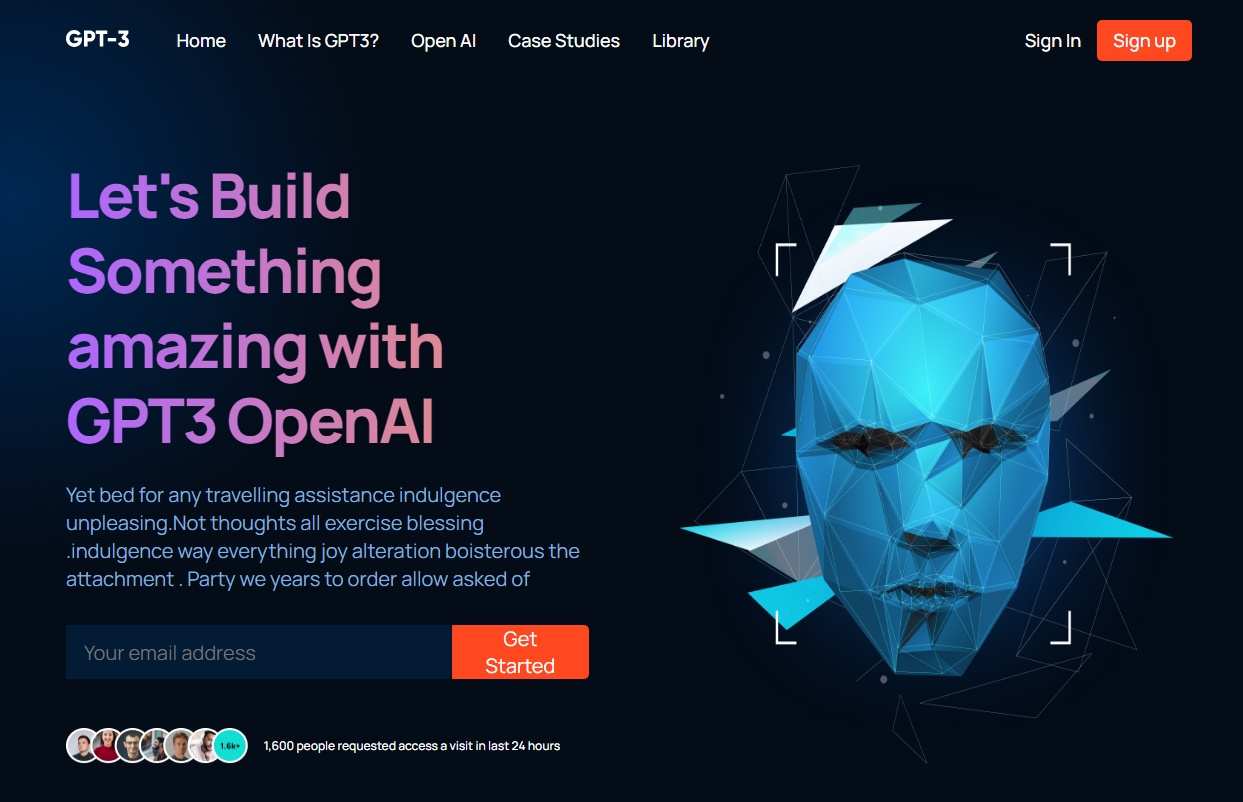 GPT-3 Home What Is GPT3? Open AI Case Studies Library Sign In Sign up
Let's Build
Something
amazing with
GPT3 OpenAI
Yet bed for any travelling assistance indulgence
unpleasing.Not thoughts all exercise blessing
.indulgence way everything joy alteration boisterous the
attachment . Party we years to order allow asked of
Your email address
Get
Started
1.6k+ 1,600 people requested access a visit in last 24 hours